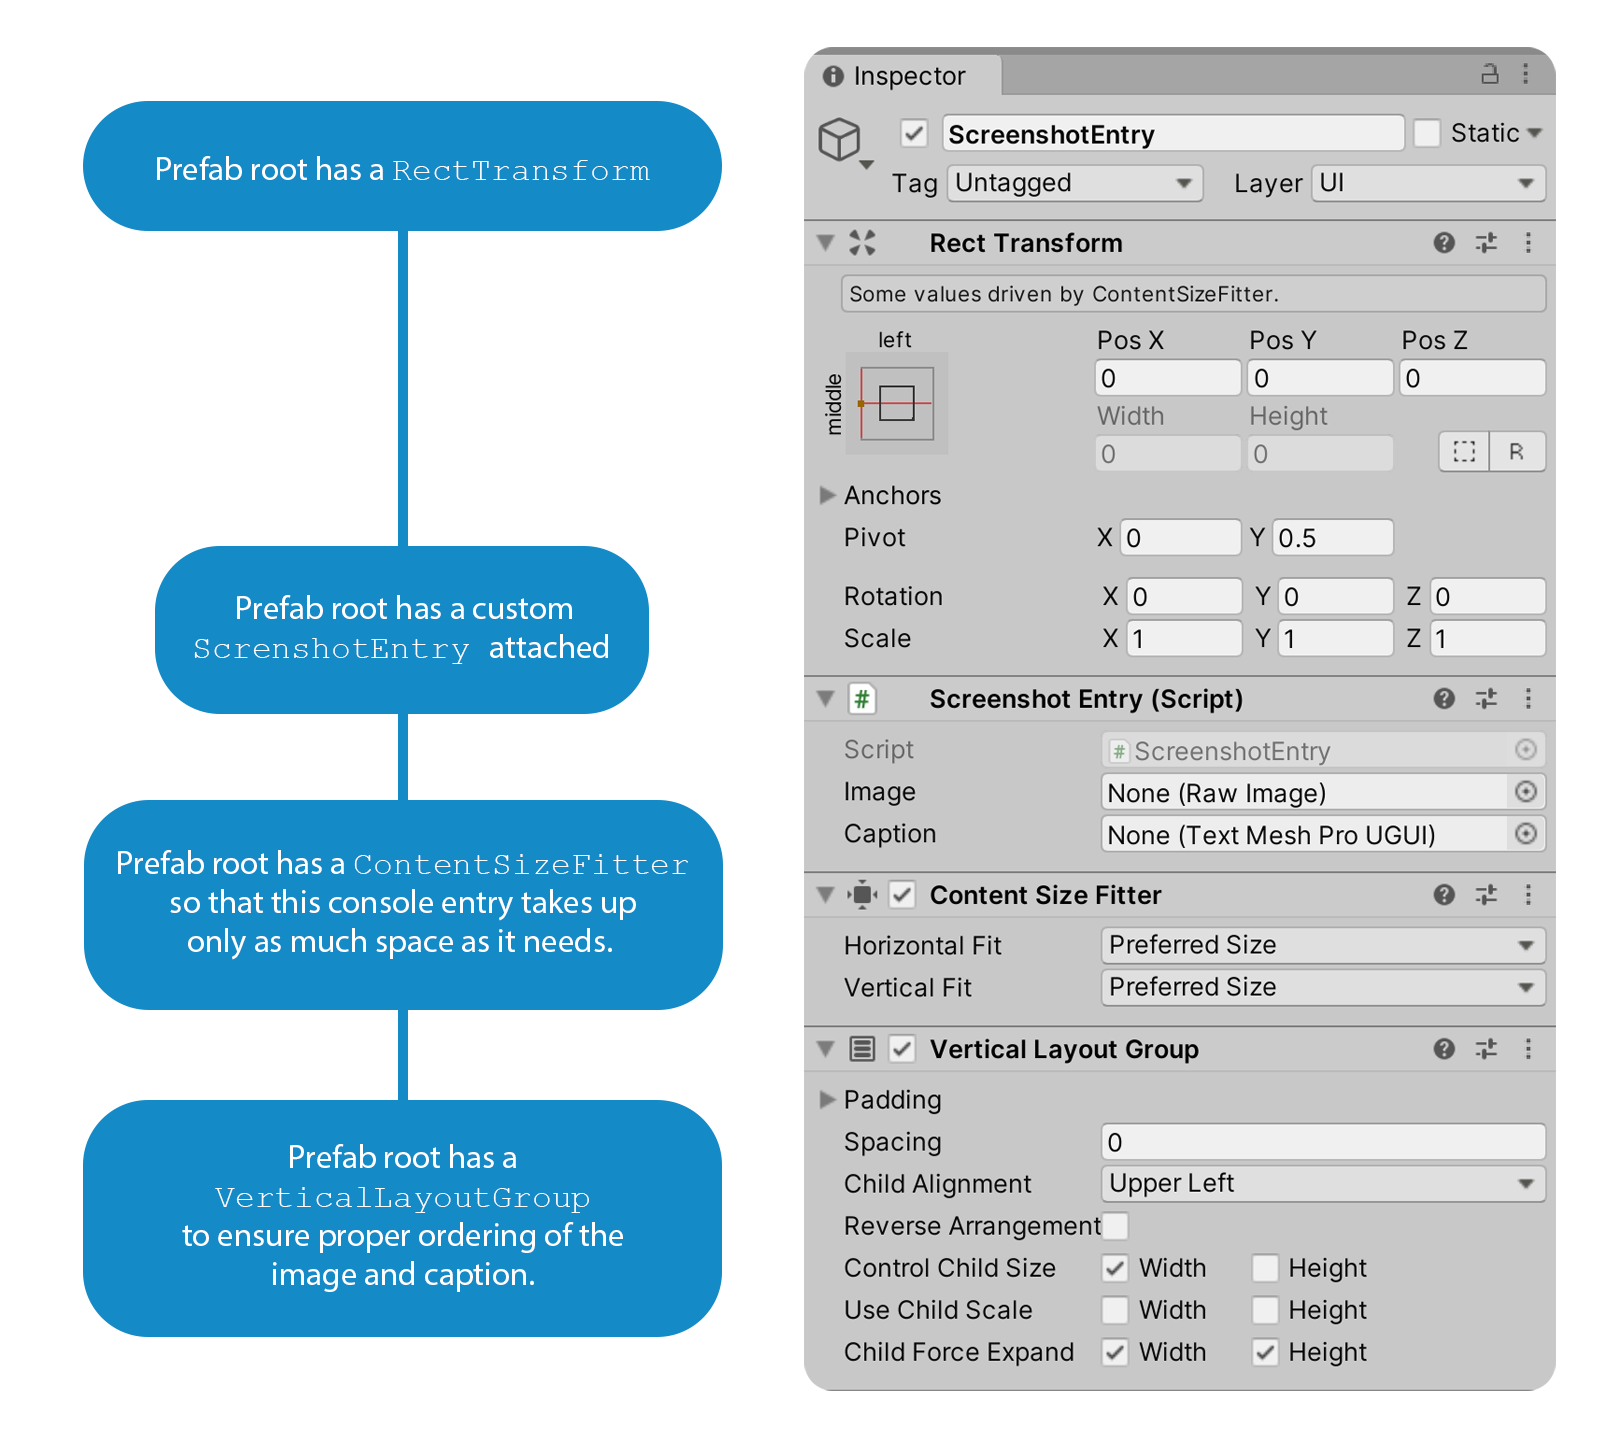 Prefab root has a RectTransform
Prefab root has a custom
ScrenshotEntry attached
Prefab root has a ContentSizeFitter
so that this console entry takes up
only as much space as it needs.
Prefab root has a
VerticalLayoutGroup
to ensure proper ordering of the
image and caption.
Inspector
ScreenshotEntry Static
Tag Untagged Layer UI
Rect Transform
Some values driven by ContentSizeFitter.
left Pos X Pos Y Pos Z
middle 0 0 0
Width Height
0 0 R
Anchors
Pivot X 0 Y 0.5
Rotation X 0 Y 0 Z 0
Scale X 1 Y 1 Z 1
# Screenshot Entry (Script)
Script # ScreenshotEntry
Image None (Raw Image)
Caption None (Text Mesh Pro UGUI)
Content Size Fitter
Horizontal Fit Preferred Size
Vertical Fit Preferred Size
Vertical Layout Group
Padding
Spacing 0
Child Alignment Upper Left
Reverse Arrangement
Control Child Size Width Height
Use Child Scale Width Height
Child Force Expand Width Height